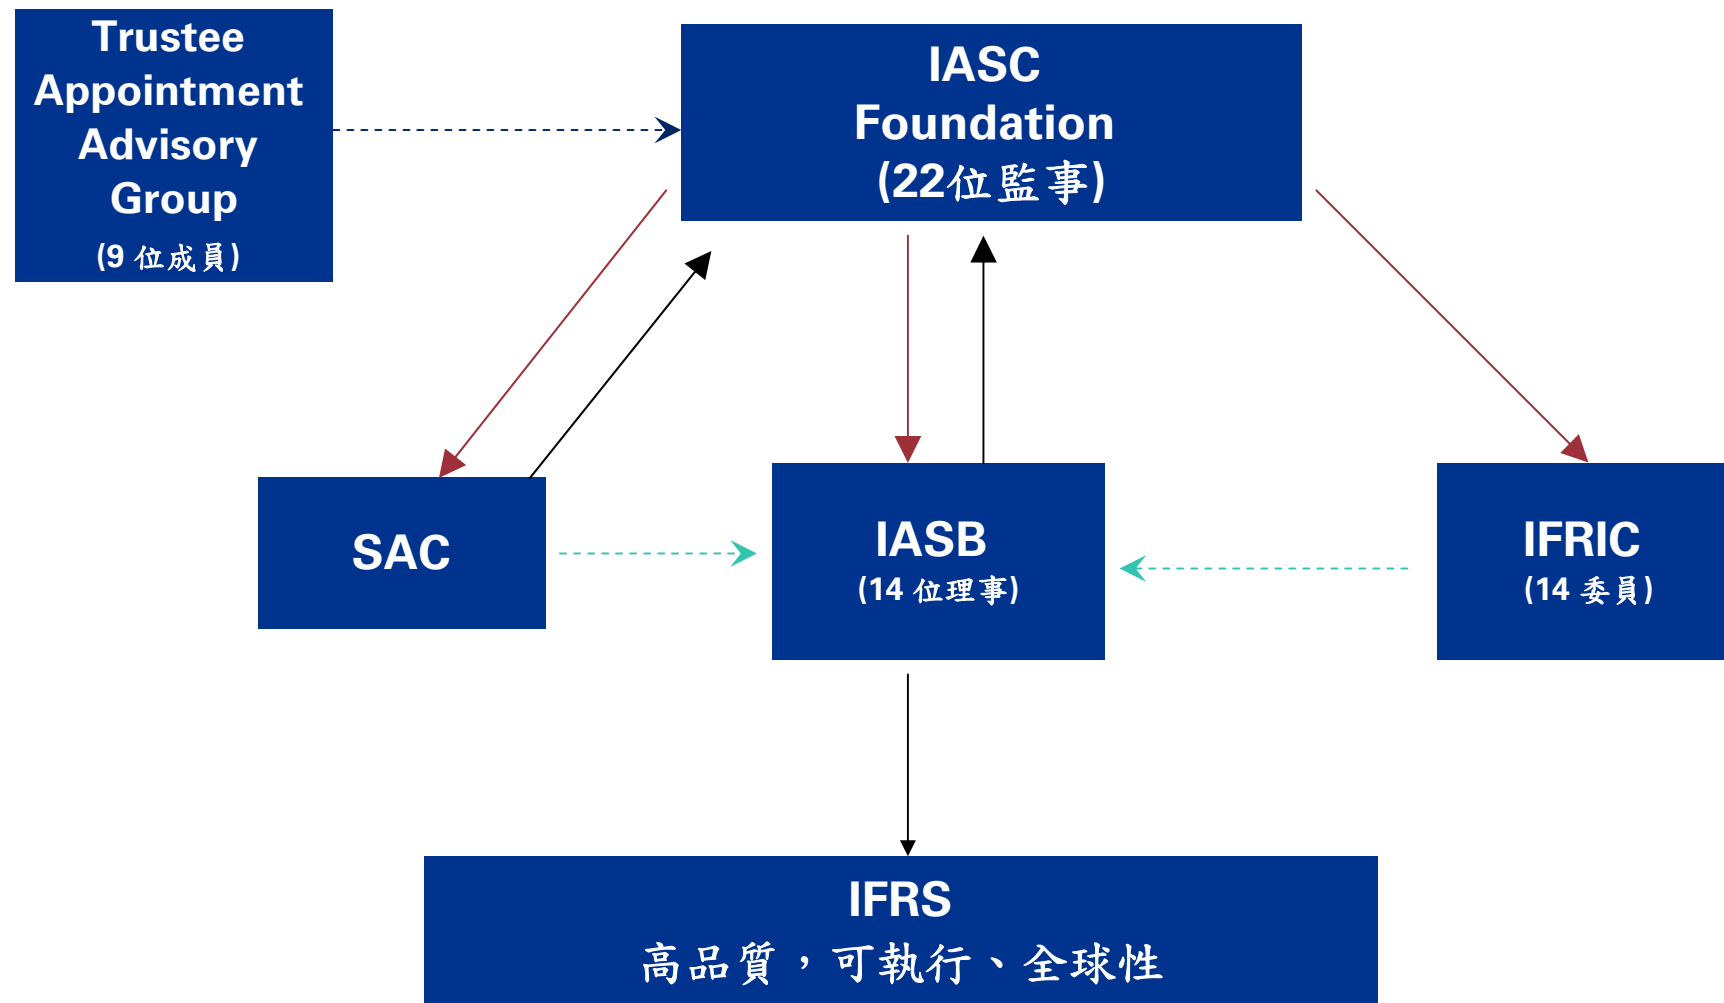 Trustee
Appointment
Advisory
Group
(9 位成員)
IASC
Foundation
(22位監事)
SAC
IASB
(14 位理事)
IFRIC
(14 委員)
IFRS
高品質，可執行、全球性